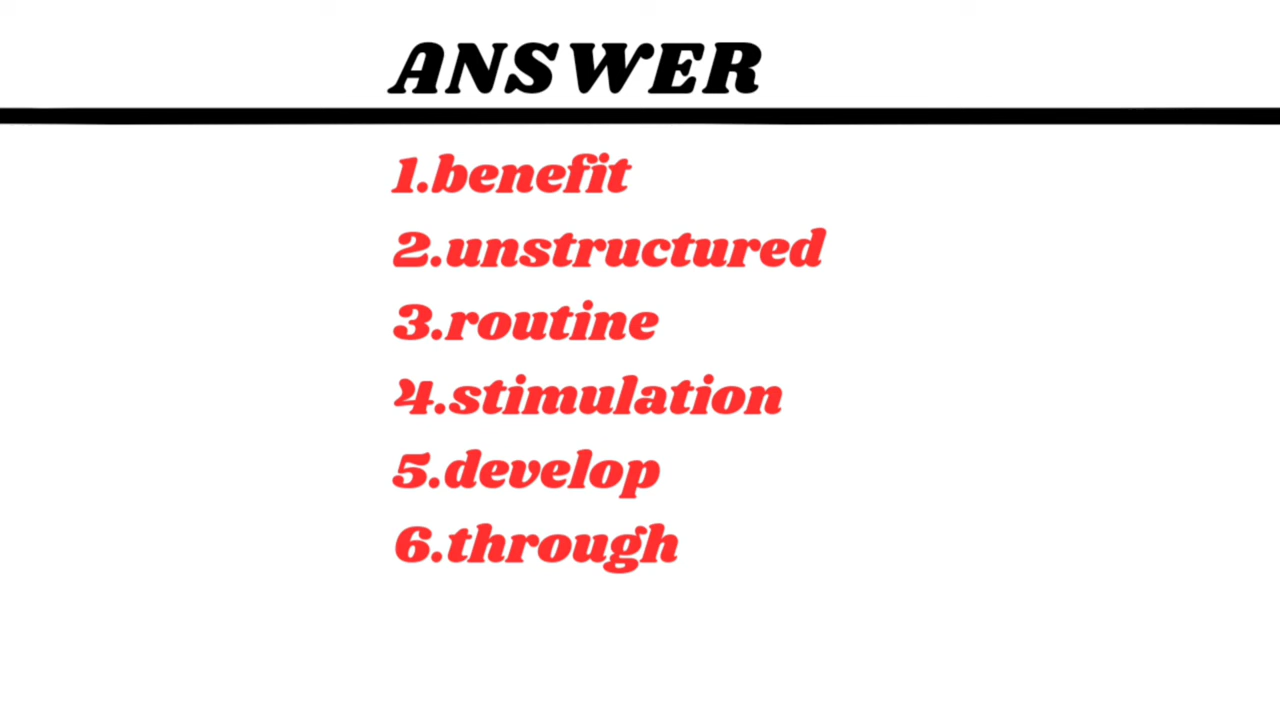 ANSWER
1.benefit
2.unstructured
3.routine
4.stimulation
5.develop
6.through